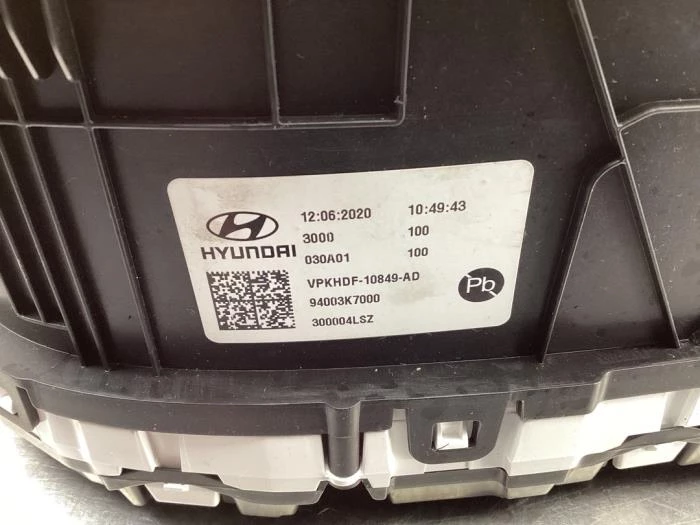 12:06:2020 10:49:43
3000 100
HYUNDAI
030A01 100
VPKHDF-10849-AD
Pb
94003K7000
300004LSZ